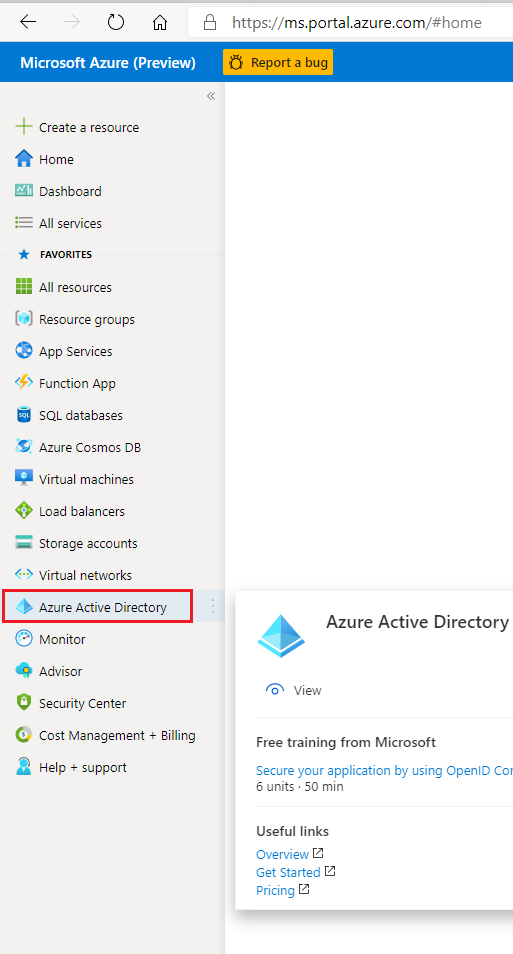 https://ms.portal.azure.com/#home
Microsoft Azure (Preview)
Report a bug
«
Create a resource
Home
Dashboard
All services
FAVORITES
All resources
Resource groups
App Services
Function App
SQL databases
Azure Cosmos DB
Virtual machines
Load balancers
Storage accounts
Virtual networks
Azure Active Directory
Monitor
Advisor
Security Center
Cost Management + Billing
Help + support
Azure Active Directory
View
Free training from Microsoft
Secure your application by using OpenID Con
6 units · 50 min
Useful links
Overview
Get Started
Pricing